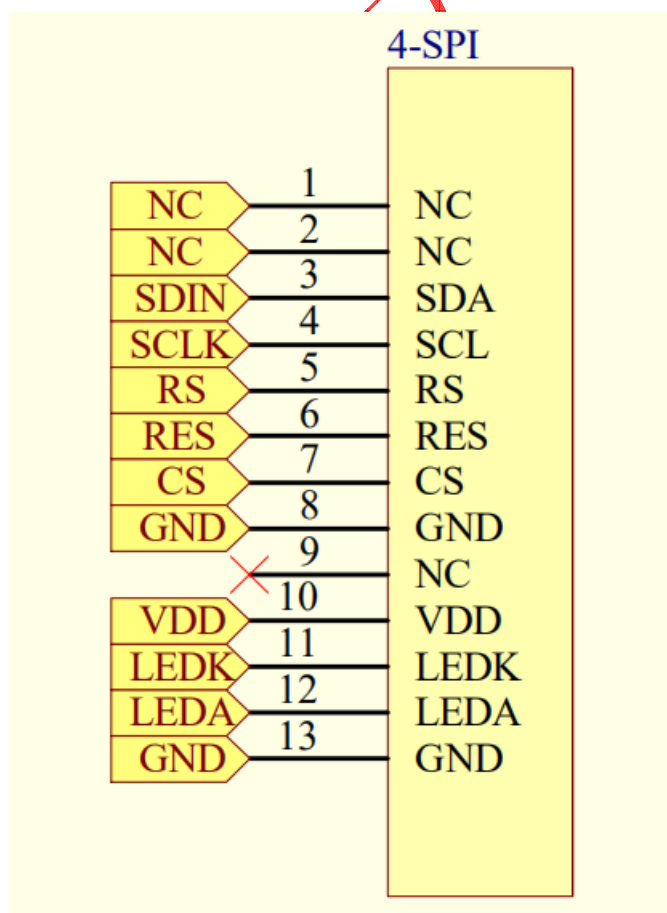 4-SPI
NC 1 NC
NC 2 NC
SDIN 3 SDA
SCLK 4 SCL
RS 5 RS
RES 6 RES
CS 7 CS
GND 8 GND
9 NC
VDD 10 VDD
LEDK 11 LEDK
LEDA 12 LEDA
GND 13 GND